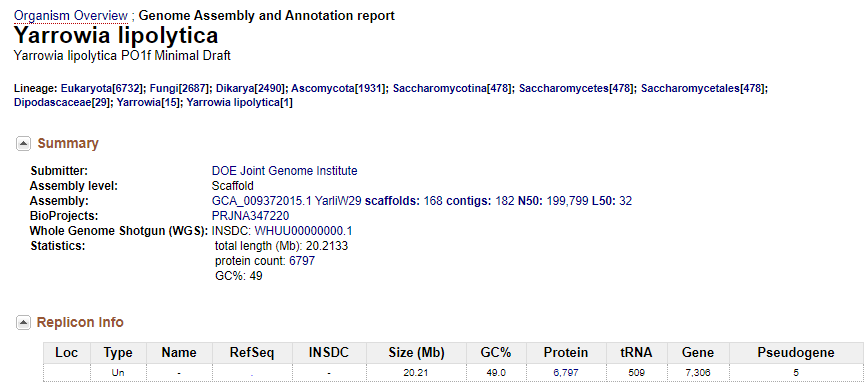 Organism Overview ; Genome Assembly and Annotation report
Yarrowia lipolytica
Yarrowia lipolytica PO1f Minimal Draft
Lineage: Eukaryota[6732]; Fungi[2687]; Dikarya[2490]; Ascomycota[1931]; Saccharomycotina[478]; Saccharomycetes[478]; Saccharomycetales[478];
Dipodascaceae[29]; Yarrowia[15]; Yarrowia lipolytica[1]
Summary
Submitter: DOE Joint Genome Institute
Assembly level: Scaffold
Assembly: GCA_009372015.1 YarliW29 scaffolds: 168 contigs: 182 N50: 199,799 L50: 32
BioProjects: PRJNA347220
Whole Genome Shotgun (WGS): INSDC: WHUU00000000.1
Statistics: total length (Mb): 20.2133
protein count: 6797
GC%: 49
Replicon Info
Loc Type Name RefSeq INSDC Size (Mb) GC% Protein tRNA Gene Pseudogene
Un - . - 20.21 49.0 6,797 509 7,306 5